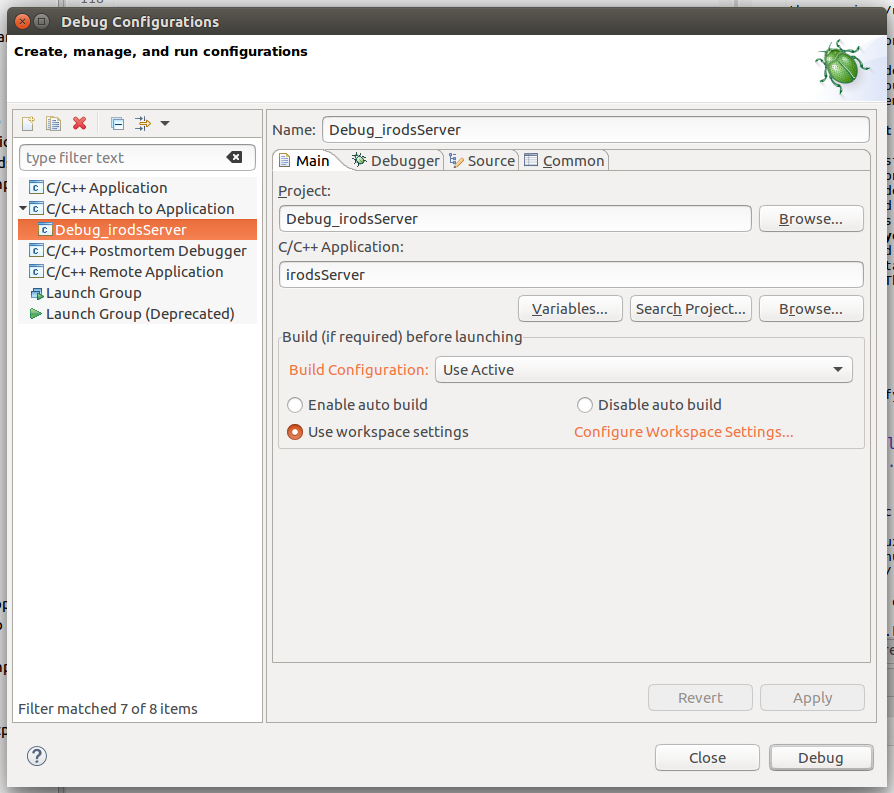 Debug Configurations
Create, manage, and run configurations
type filter text
C/C++ Application
C/C++ Attach to Application
Debug_irodsServer
C/C++ Postmortem Debugger
C/C++ Remote Application
Launch Group
Launch Group (Deprecated)
Filter matched 7 of 8 items
Name: Debug_irodsServer
Main Debugger Source Common
Project:
Debug_irodsServer Browse...
C/C++ Application:
irodsServer
Variables... Search Project... Browse...
Build (if required) before launching
Build Configuration: Use Active
Enable auto build Disable auto build
Use workspace settings Configure Workspace Settings...
Revert Apply
Close Debug